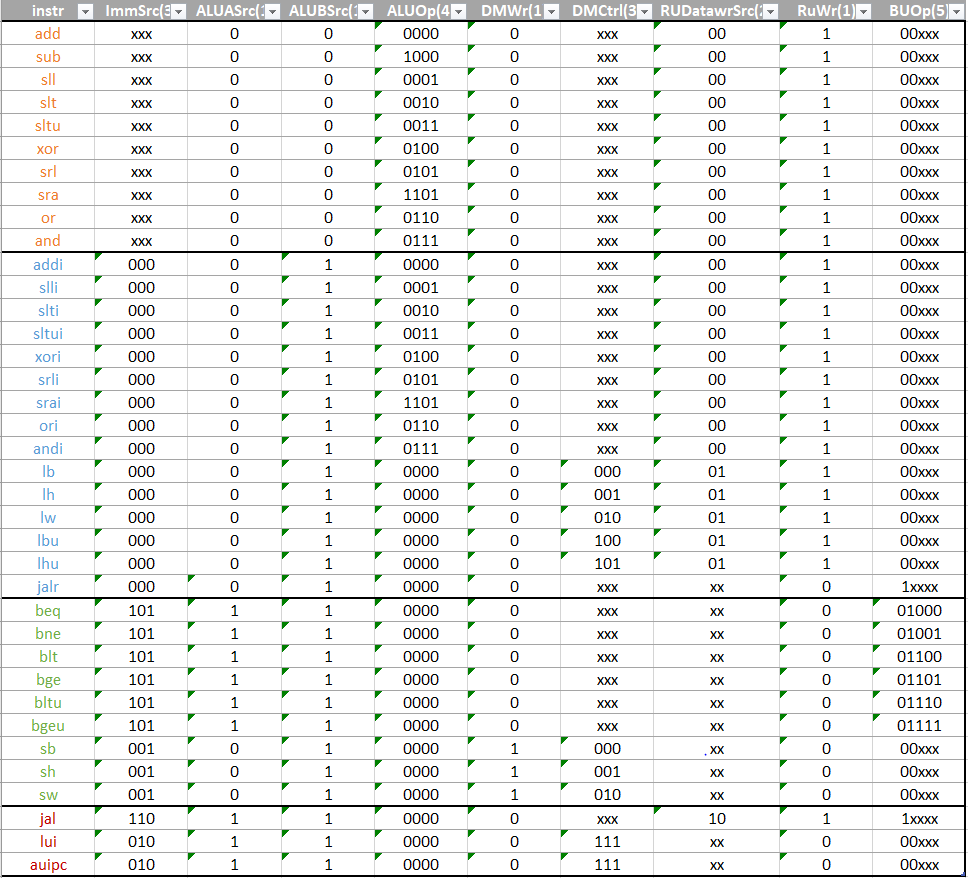 instr ImmSrc(3 ALUASrc(1 ALUBSrc(1 ALUOp(4 DMWr(1 DMCtrl(3 RUDatawrSrc(2 RuWr(1) BUOp(5)
add xxx 0 0 0000 0 xxx 00 1 00xxx
sub xxx 0 0 1000 0 xxx 00 1 00xxx
sll xxx 0 0 0001 0 xxx 00 1 00xxx
slt xxx 0 0 0010 0 xxx 00 1 00xxx
sltu xxx 0 0 0011 0 xxx 00 1 00xxx
xor xxx 0 0 0100 0 xxx 00 1 00xxx
srl xxx 0 0 0101 0 xxx 00 1 00xxx
sra xxx 0 0 1101 0 xxx 00 1 00xxx
or xxx 0 0 0110 0 xxx 00 1 00xxx
and xxx 0 0 0111 0 xxx 00 1 00xxx
addi 000 0 1 0000 0 xxx 00 1 00xxx
slli 000 0 1 0001 0 xxx 00 1 00xxx
slti 000 0 1 0010 0 xxx 00 1 00xxx
sltui 000 0 1 0011 0 xxx 00 1 00xxx
xori 000 0 1 0100 0 xxx 00 1 00xxx
srli 000 0 1 0101 0 xxx 00 1 00xxx
srai 000 0 1 1101 0 xxx 00 1 00xxx
ori 000 0 1 0110 0 xxx 00 1 00xxx
andi 000 0 1 0111 0 xxx 00 1 00xxx
lb 000 0 1 0000 0 000 01 1 00xxx
lh 000 0 1 0000 0 001 01 1 00xxx
lw 000 0 1 0000 0 010 01 1 00xxx
lbu 000 0 1 0000 0 100 01 1 00xxx
lhu 000 0 1 0000 0 101 01 1 00xxx
jalr 000 0 1 0000 0 xxx xx 0 1xxxx
beq 101 1 1 0000 0 xxx xx 0 01000
bne 101 1 1 0000 0 xxx xx 0 01001
blt 101 1 1 0000 0 xxx xx 0 01100
bge 101 1 1 0000 0 xxx xx 0 01101
bltu 101 1 1 0000 0 xxx xx 0 01110
bgeu 101 1 1 0000 0 xxx xx 0 01111
sb 001 0 1 0000 1 000 .xx 0 00xxx
sh 001 0 1 0000 1 001 xx 0 00xxx
sw 001 0 1 0000 1 010 xx 0 00xxx
jal 110 1 1 0000 0 xxx 10 1 1xxxx
lui 010 1 1 0000 0 111 xx 0 00xxx
auipc 010 1 1 0000 0 111 xx 0 00xxx